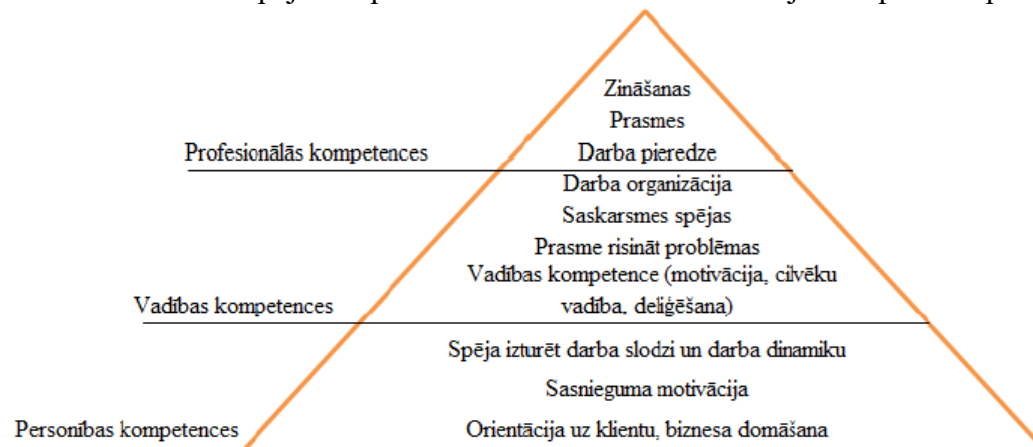 Zināšanas
Prasmes
Profesionālās kompetences
Darba pieredze
Darba organizācija
Saskarsmes spējas
Prasme risināt problēmas
Vadības kompetence (motivācija, cilvēku
Vadības kompetences
vadība, deliģēšana)
Spēja izturēt darba slodzi un darba dinamiku
Sasnieguma motivācija
Personības kompetences
Orientācija uz klientu, biznesa domāšana